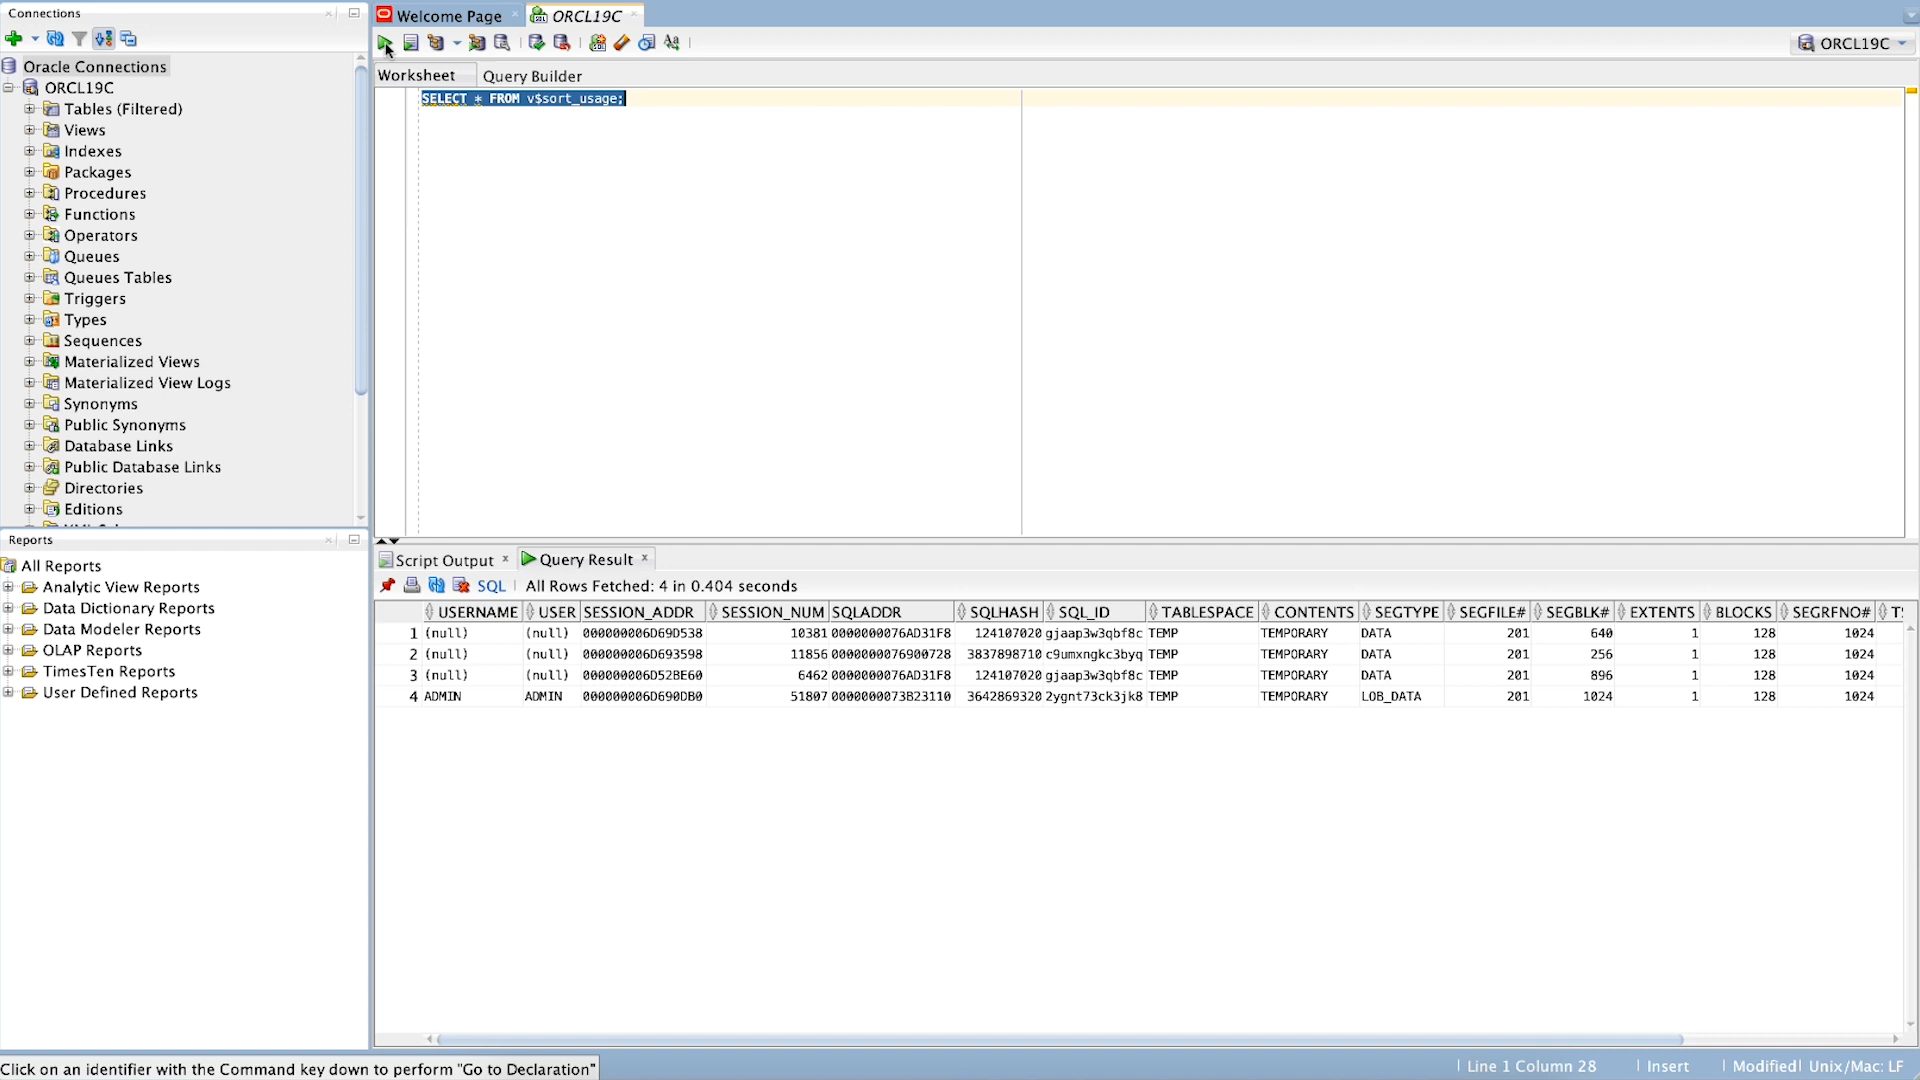 Connections
Oracle Connections
ORCL19C
Tables (Filtered)
Views
Indexes
Packages
Procedures
Functions
Operators
Queues
Queues Tables
Triggers
Types
Sequences
Materialized Views
Materialized View Logs
Synonyms
Public Synonyms
Database Links
Public Database Links
Directories
Editions
Reports
All Reports
Analytic View Reports
Data Dictionary Reports
Data Modeler Reports
OLAP Reports
TimesTen Reports
User Defined Reports
Welcome Page
ORCL19C
ORCL19C
Worksheet Query Builder
SELECT * FROM v$sort_usage;
Script Output Query Result
SQL All Rows Fetched: 4 in 0.404 seconds
USERNAME USER SESSION_ADDR SESSION_NUM SQLADDR SQLHASH SQL_ID TABLESPACE CONTENTS SEGTYPE SEGFILE# SEGBLK# EXTENTS BLOCKS SEGRFNO#
1 (null) (null) 000000006D69D538 10381 0000000076AD31F8 124107020 gjaap3w3qbf8c TEMP TEMPORARY DATA 201 640 1 128 1024
2 (null) (null) 000000006D693598 11856 0000000076900728 3837898710 c9umxngkc3byq TEMP TEMPORARY DATA 201 256 1 128 1024
3 (null) (null) 000000006D52BE60 6462 0000000076AD31F8 124107020 gjaap3w3qbf8c TEMP TEMPORARY DATA 201 896 1 128 1024
4 ADMIN ADMIN 000000006D690DB0 51807 0000000073B23110 3642869320 2ygnt73ck3jk8 TEMP TEMPORARY LOB_DATA 201 1024 1 128 1024
Click on an identifier with the Command key down to perform "Go to Declaration"
Line 1 Column 28 Insert Modified Unix/Mac: LF